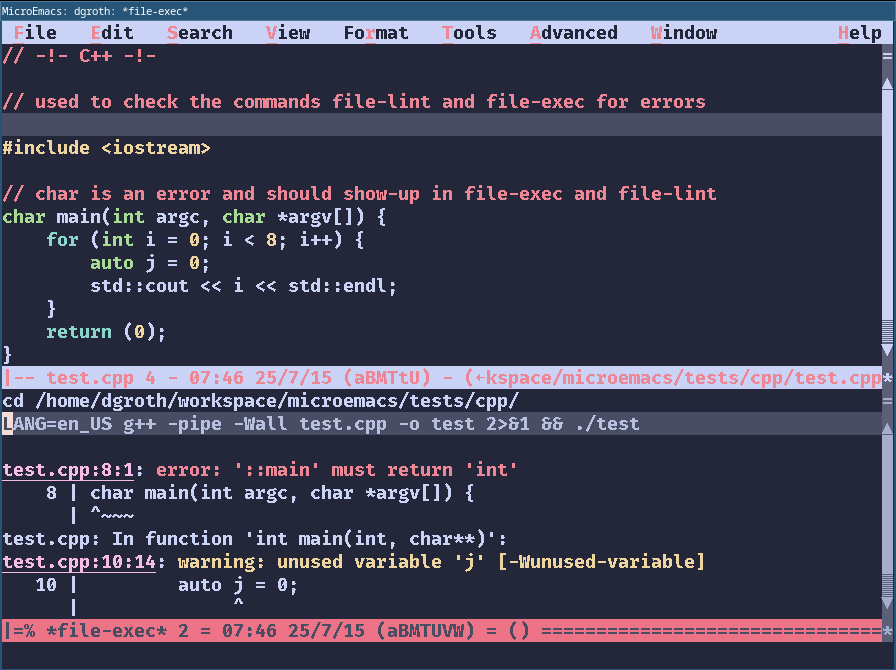 MicroEmacs: dgroth: *file-exec*
File Edit Search View Format Tools Advanced Window Help
// -!- C++ -!-
// used to check the commands file-lint and file-exec for errors
#include <iostream>
// char is an error and should show-up in file-exec and file-lint
char main(int argc, char *argv[]) {
    for (int i = 0; i < 8; i++) {
        auto j = 0;
        std::cout << i << std::endl;
    }
    return (0);
}
|-- test.cpp 4 - 07:46 25/7/15 (aBMTtU) - (←kspace/microemacs/tests/cpp/test.cpp*
cd /home/dgroth/workspace/microemacs/tests/cpp/
LANG=en_US g++ -pipe -Wall test.cpp -o test 2>&1 && ./test
test.cpp:8:1: error: '::main' must return 'int'
    8 | char main(int argc, char *argv[]) {
      | ^~~~
test.cpp: In function 'int main(int, char**)':
test.cpp:10:14: warning: unused variable 'j' [-Wunused-variable]
   10 |         auto j = 0;
      |              ^
|=% *file-exec* 2 = 07:46 25/7/15 (aBMTUVW) = () ===============================*